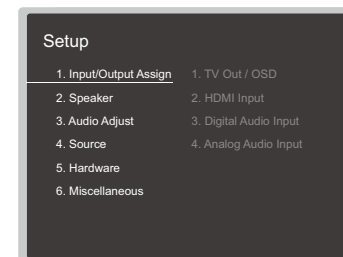 Setup
1. Input/Output Assign
2. Speaker
3. Audio Adjust
4. Source
5. Hardware
6. Miscellaneous
1. TV Out / OSD
2. HDMI Input
3. Digital Audio Input
4. Analog Audio Input